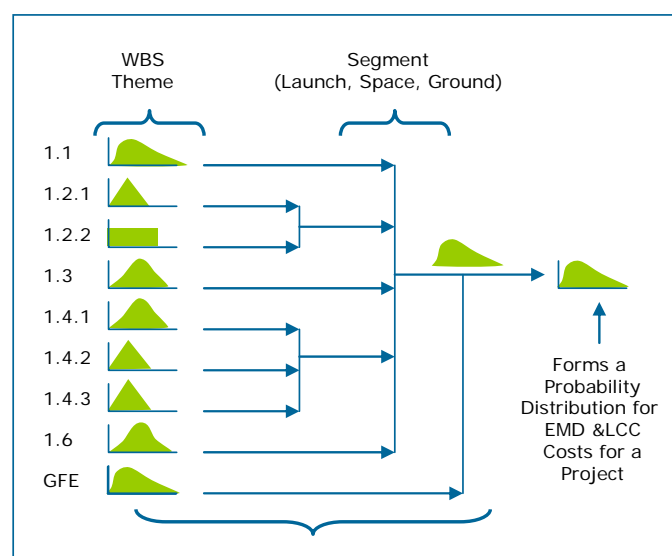 WBS
Theme
Segment
(Launch, Space, Ground)
1.1
1.2.1
1.2.2
1.3
1.4.1
1.4.2
1.4.3
1.6
GFE
Forms a
Probability
Distribution for
EMD &LCC
Costs for a
Project